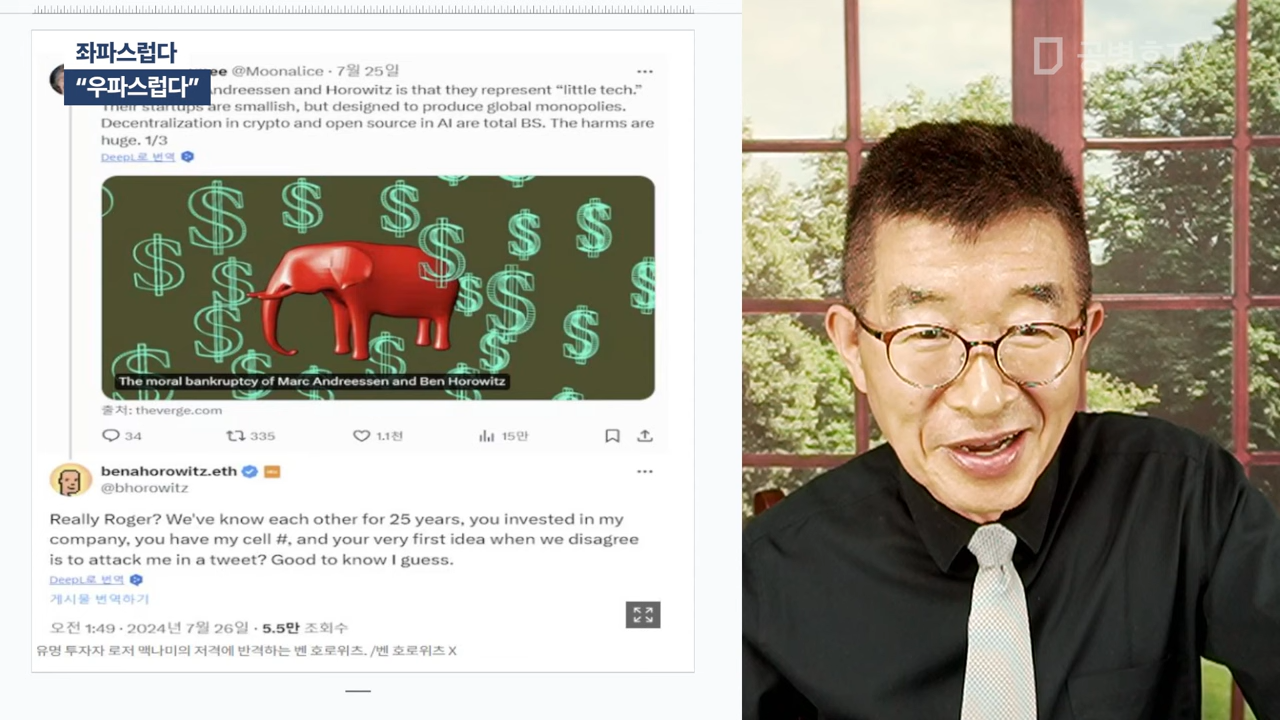 좌파스럽다
“우파스럽다”
@Moonalice · 7월 25일
Andreessen and Horowitz is that they represent “little tech.”
Their startups are smallish, but designed to produce global monopolies.
Decentralization in crypto and open source in AI are total BS. The harms are
huge. 1/3
DeepL로 번역
The moral bankruptcy of Marc Andreessen and Ben Horowitz
출처: theverge.com
34 335 1.1천 15만
benahorowitz.eth
@bhorowitz
Really Roger? We've know each other for 25 years, you invested in my
company, you have my cell #, and your very first idea when we disagree
is to attack me in a tweet? Good to know I guess.
DeepL로 번역
게시물 번역하기
오전 1:49 · 2024년 7월 26일 · 5.5만 조회수
유명 투자자 로저 맥나미의 저격에 반격하는 벤 호로위츠. /벤 호로위츠 X